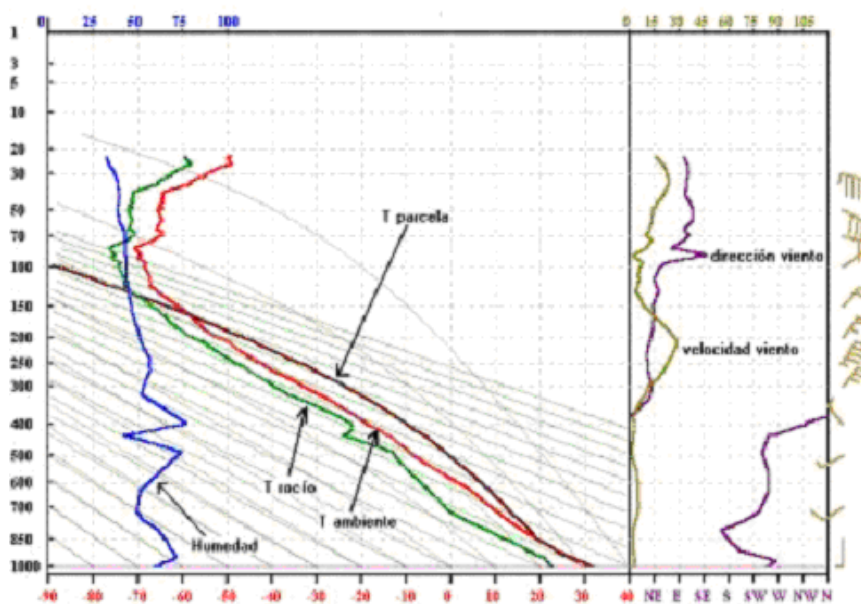 0 25 50 75 100
0 15 30 45 60 75 90 105
1
3
5
10
20
30
50
70
100
150
200
250
300
400
500
600
700
850
1000
T parcela
dirección viento
velocidad viento
T rocío
T ambiente
Humedad
-90 -80 -70 -60 -50 -40 -30 -20 -10 0 10 20 30 40
NE E SE S SW W NW N